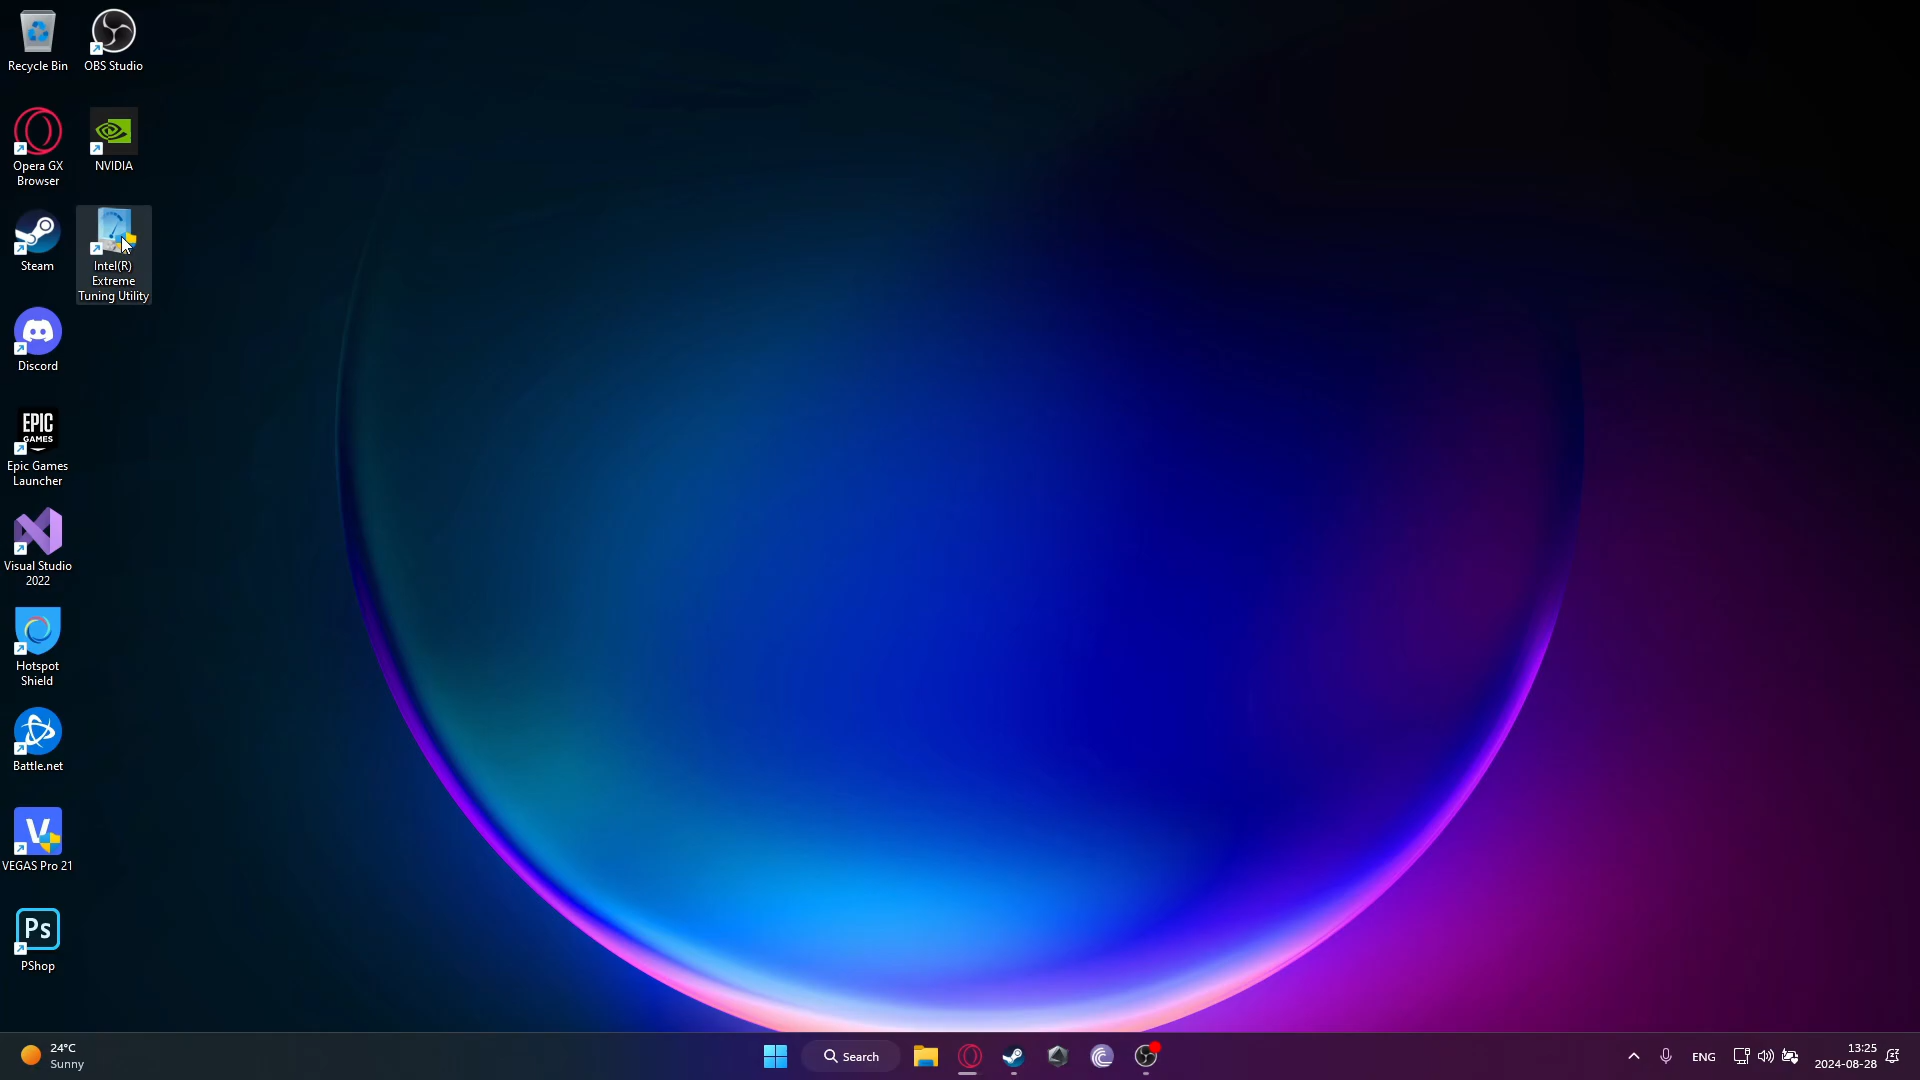 Recycle Bin
OBS Studio
Opera GX
Browser
NVIDIA
Steam
Intel(R)
Extreme
Tuning Utility
Discord
EPIC
GAMES
Epic Games
Launcher
Visual Studio
2022
Hotspot
Shield
Battle.net
V
VEGAS Pro 21
Ps
PShop
24°C
Sunny
Search
ENG
13:25
2024-08-28